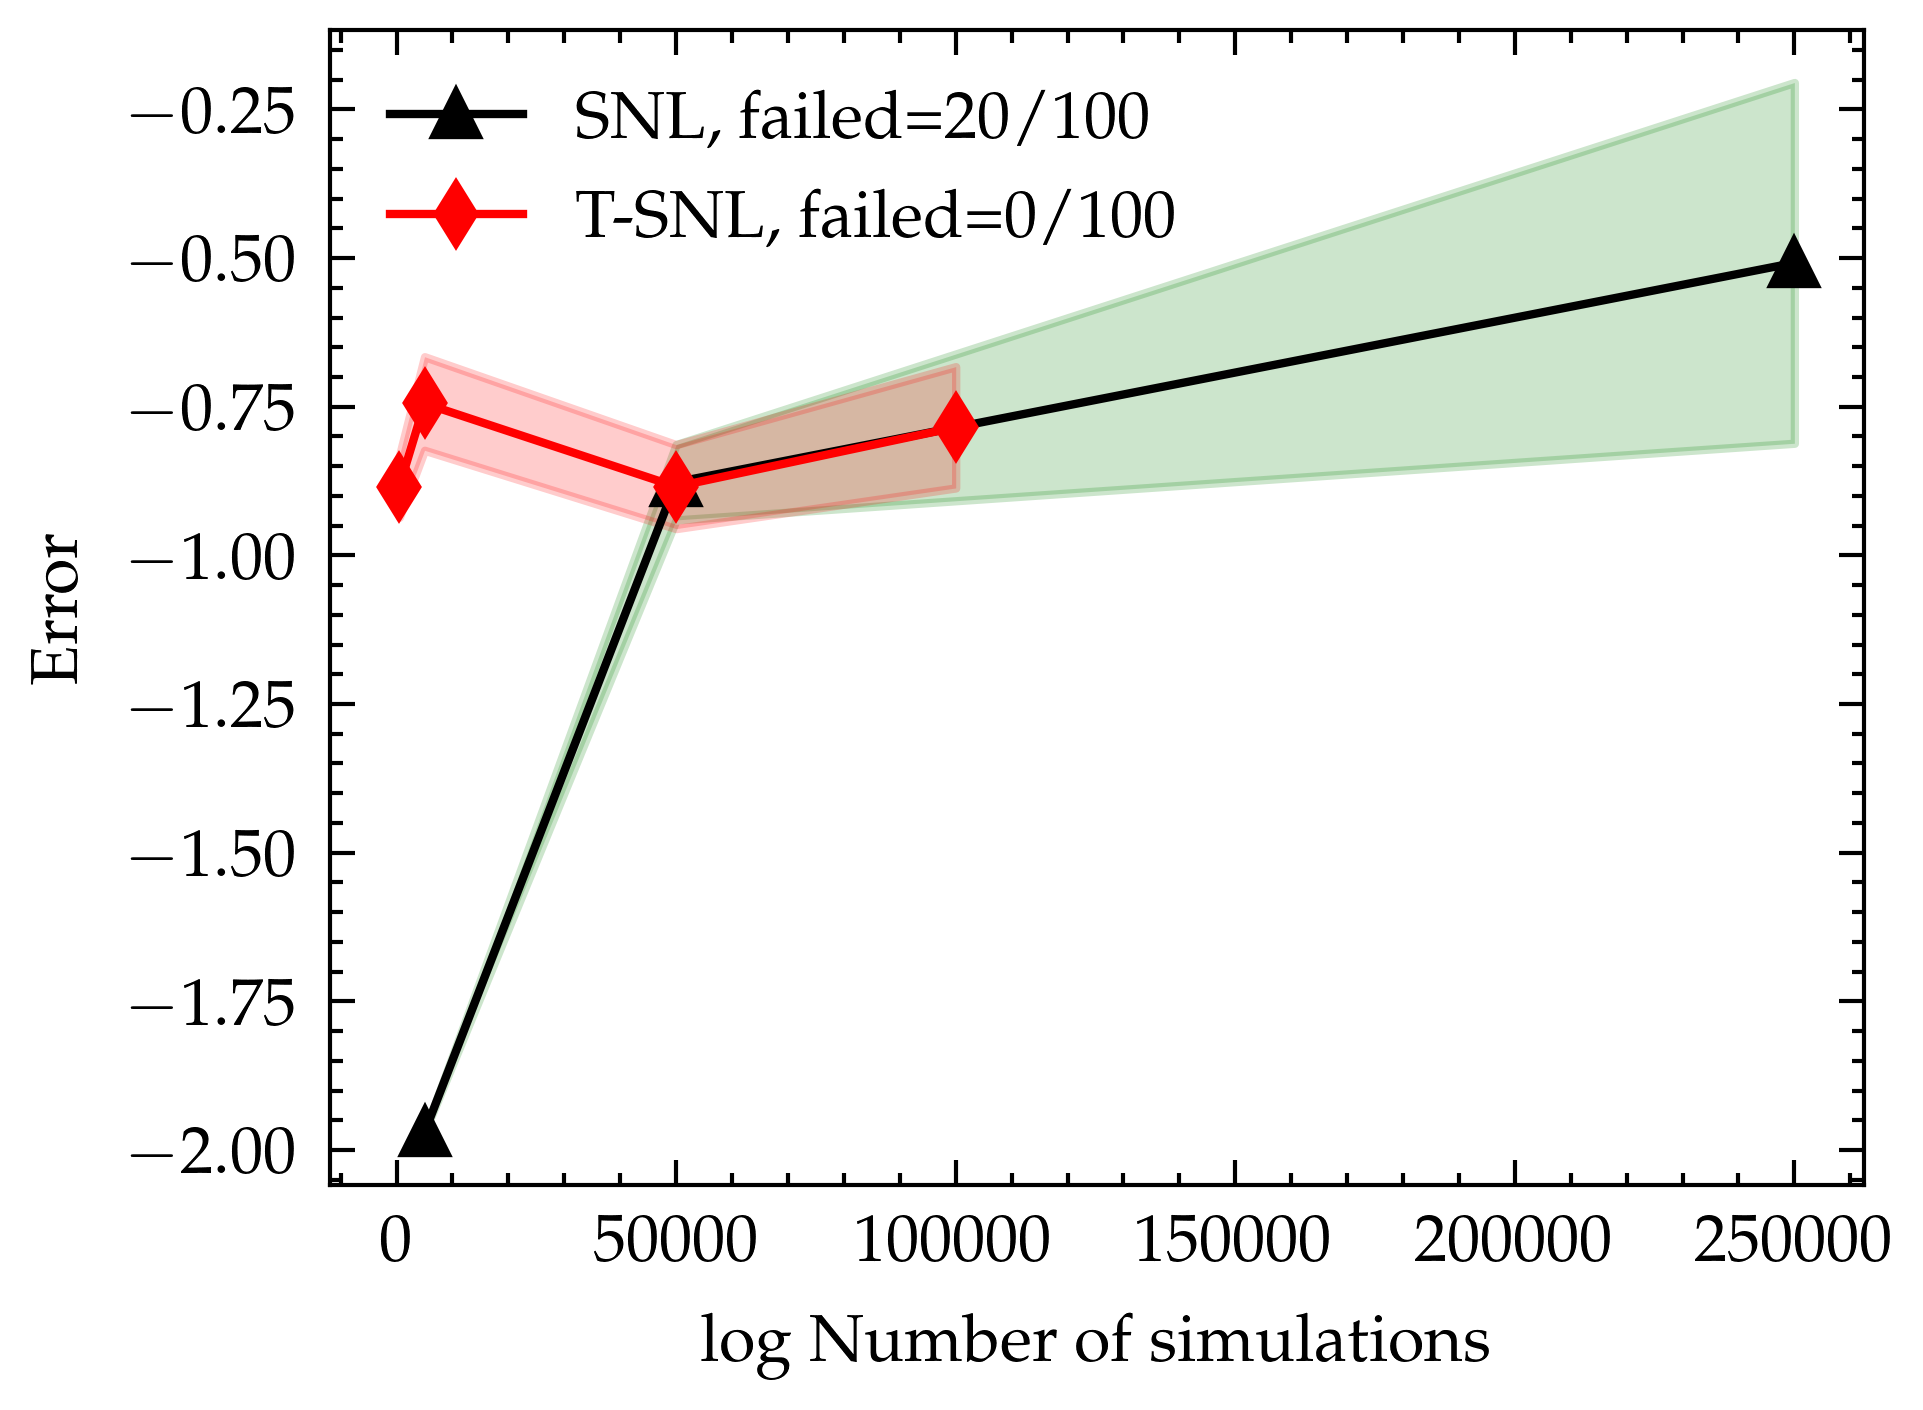 SNL, failed=20/100
T-SNL, failed=0/100
−0.25
−0.50
−0.75
−1.00
−1.25
−1.50
−1.75
−2.00
Error
0 50000 100000 150000 200000 250000
log Number of simulations